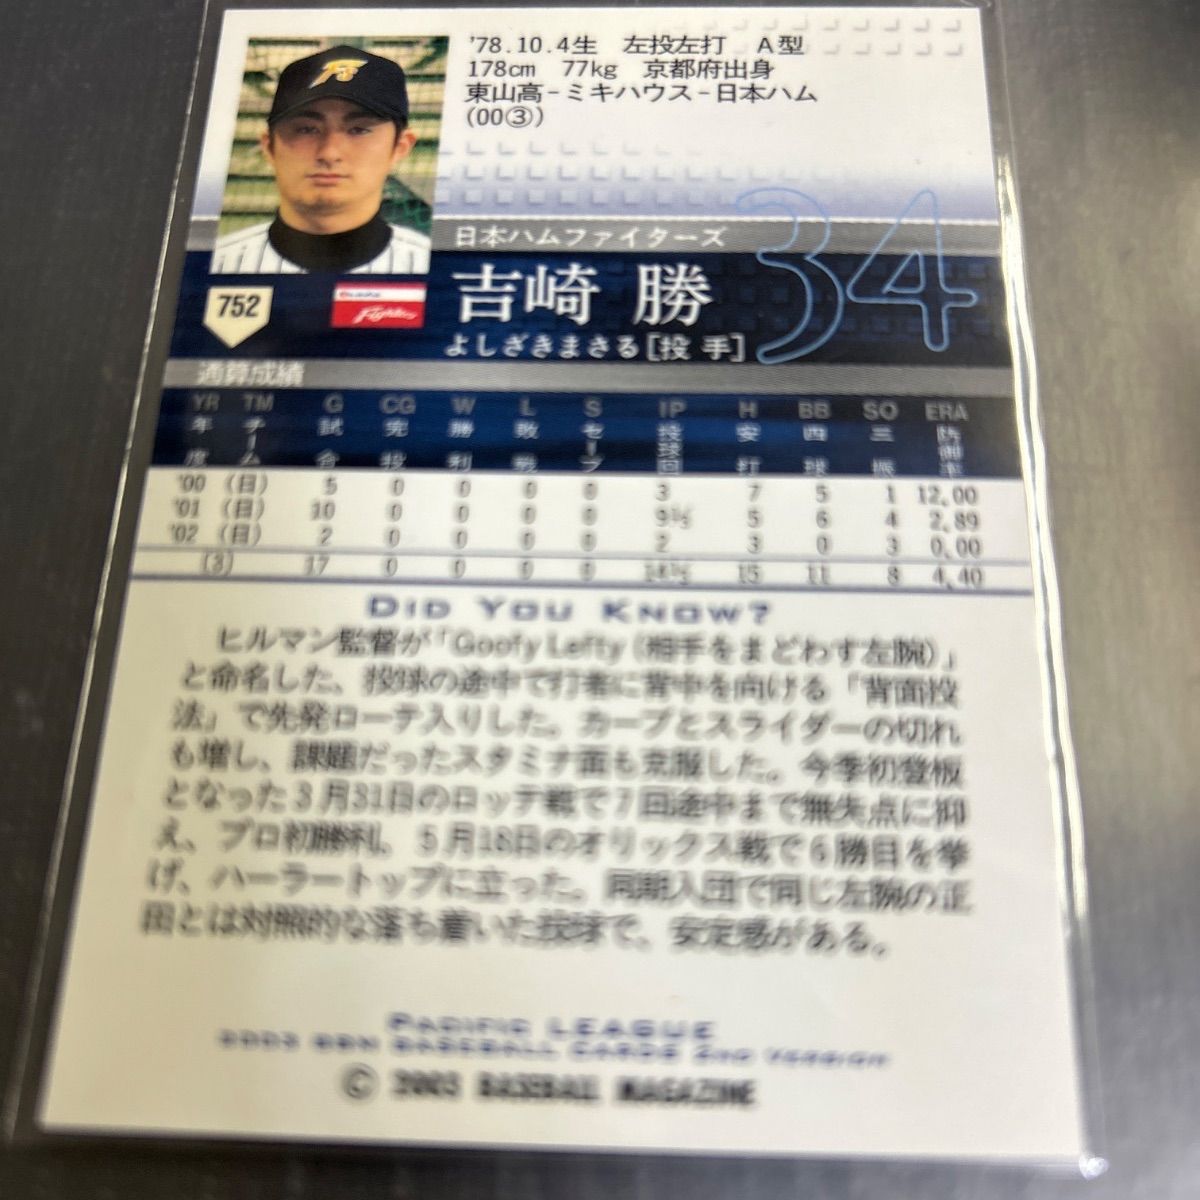 '78.10.4生 左投左打 A型
178cm 77kg 京都府出身
東山高-ミキハウス-日本ハム
(00③)
34
日本ハムファイターズ
吉崎 勝
752
Fighters
よしざきまさる[投 手]
通算成績
YR TM G CG W L S IP H BB SO ERA
年度 チーム 試合 完投 勝利 敗戦 セーブ 投球回 安打 四球 三振 防御率
'00 (日) 5 0 0 0 0 3 7 5 1 12.00
'01 (日) 10 0 0 0 0 9⅓ 5 6 4 2.89
'02 (日) 2 0 0 0 0 2 3 0 3 0.00
(3) 17 0 0 0 0 14⅓ 15 11 8 4.40
DID YOU KNOW?
ヒルマン監督が「Goofy Lefty(相手をまどわす左腕)」
と命名した、投球の途中で打者に背中を向ける「背面投
法」で先発ローテ入りした。カーブとスライダーの切れ
も増し、課題だったスタミナ面も克服した。今季初登板
となった3月31日のロッテ戦で7回途中まで無失点に抑
え、プロ初勝利。5月18日のオリックス戦で6勝目を挙
げ、ハーラートップに立った。同期入団で同じ左腕の正
田とは対照的な落ち着いた投球で、安定感がある。
PACIFIC LEAGUE
2003 BBM BASEBALL CARDS 2ND VERSION
© 2003 BASEBALL MAGAZINE